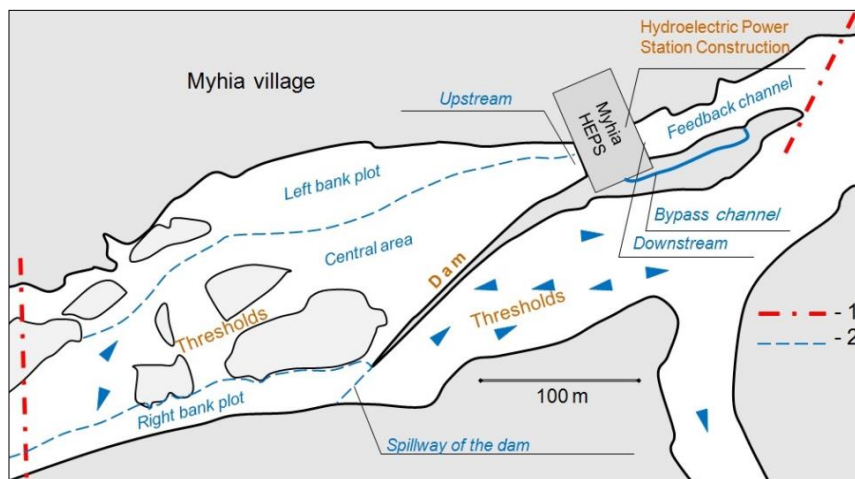 Hydroelectric Power
Station Construction
Myhia village
Upstream
Myhia
HEPS
Feedback channel
Left bank plot
Bypass channel
Downstream
Central area
Dam
Thresholds
Thresholds
- 1
- 2
100 m
Right bank plot
Spillway of the dam